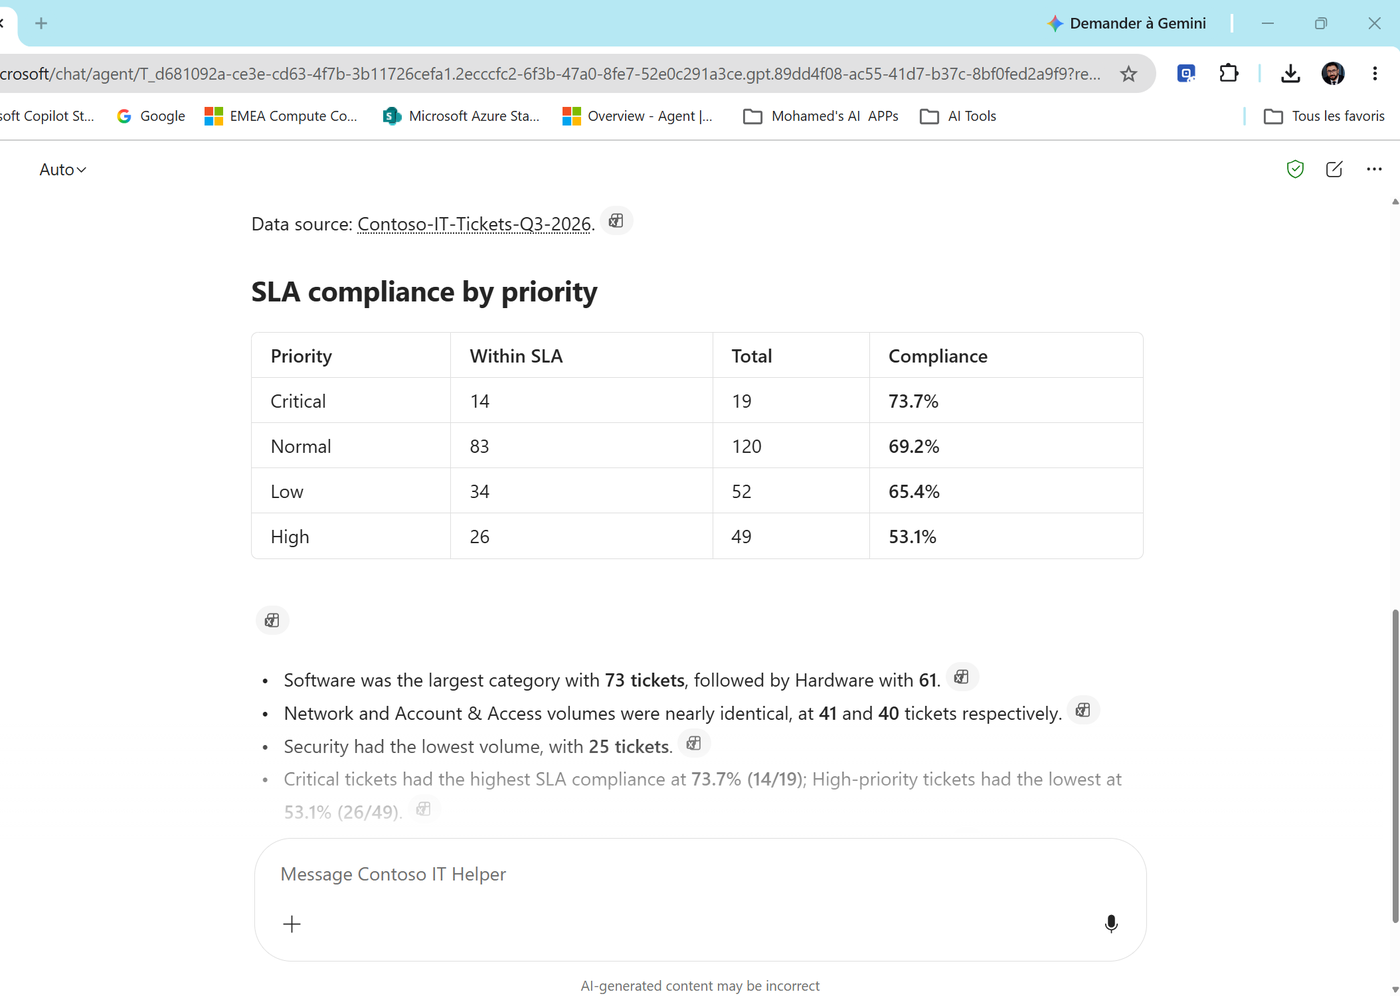 Demander à Gemini
crosoft/chat/agent/T_d681092a-ce3e-cd63-4f7b-3b11726cefa1.2ecccfc2-6f3b-47a0-8fe7-52e0c291a3ce.gpt.89dd4f08-ac55-41d7-b37c-8bf0fed2a9f9?re...
soft Copilot St... Google EMEA Compute Co... Microsoft Azure Sta... Overview - Agent |... Mohamed's AI APPs AI Tools Tous les favoris
Auto
Data source: Contoso-IT-Tickets-Q3-2026.
SLA compliance by priority
Priority Within SLA Total Compliance
Critical 14 19 73.7%
Normal 83 120 69.2%
Low 34 52 65.4%
High 26 49 53.1%
• Software was the largest category with 73 tickets, followed by Hardware with 61.
• Network and Account & Access volumes were nearly identical, at 41 and 40 tickets respectively.
• Security had the lowest volume, with 25 tickets.
• Critical tickets had the highest SLA compliance at 73.7% (14/19); High-priority tickets had the lowest at
53.1% (26/49).
Message Contoso IT Helper
AI-generated content may be incorrect